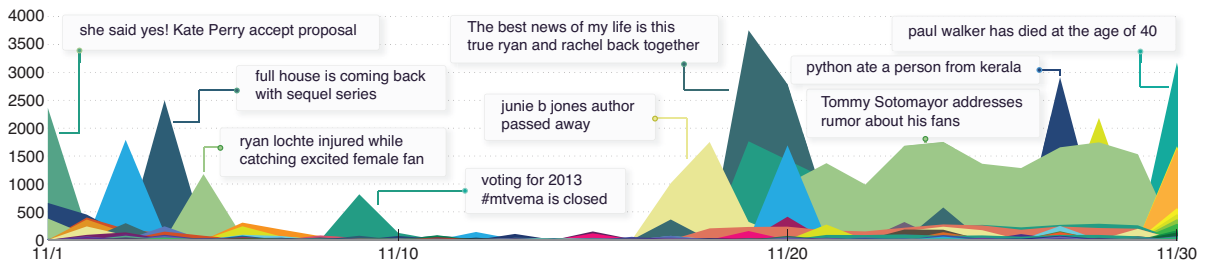 4000
3500
3000
2500
2000
1500
1000
500
0
she said yes! Kate Perry accept proposal
full house is coming back
with sequel series
ryan lochte injured while
catching excited female fan
voting for 2013
#mtvema is closed
The best news of my life is this
true ryan and rachel back together
junie b jones author
passed away
paul walker has died at the age of 40
python ate a person from kerala
Tommy Sotomayor addresses
rumor about his fans
11/1
11/10
11/20
11/30